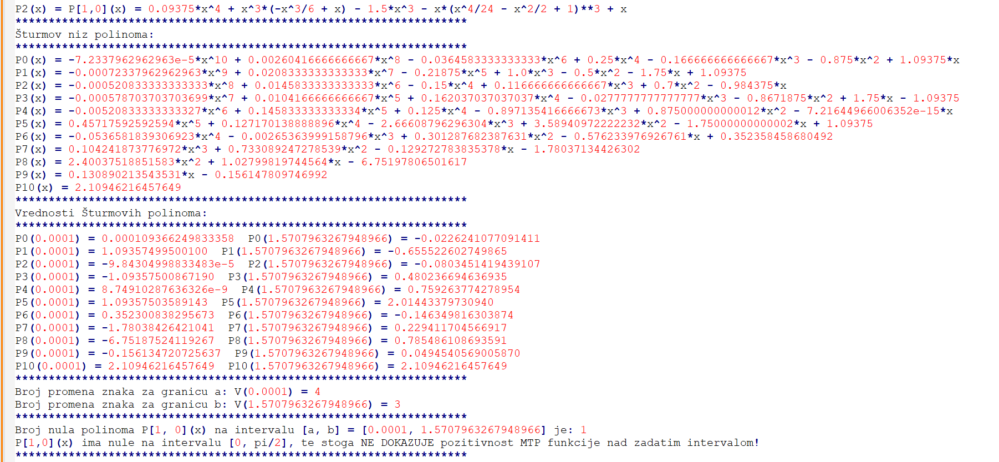 P2(x) = P[1,0](x) = 0.09375*x^4 + x^3*(-x^3/6 + x) - 1.5*x^3 - x*(x^4/24 - x^2/2 + 1)**3 + x
********************************************************************
Šturmov niz polinoma:
********************************************************************
P0(x) = -7.2337962962963e-5*x^10 + 0.00260416666666667*x^8 - 0.0364583333333333*x^6 + 0.25*x^4 - 0.166666666666667*x^3 - 0.875*x^2 + 1.09375*x
P1(x) = -0.00072337962962963*x^9 + 0.0208333333333333*x^7 - 0.21875*x^5 + 1.0*x^3 - 0.5*x^2 - 1.75*x + 1.09375
P2(x) = -0.000520833333333333*x^8 + 0.0145833333333333*x^6 - 0.15*x^4 + 0.116666666666667*x^3 + 0.7*x^2 - 0.984375*x
P3(x) = -0.000578703703703699*x^7 + 0.0104166666666667*x^5 + 0.162037037037037*x^4 - 0.0277777777777777*x^3 - 0.8671875*x^2 + 1.75*x - 1.09375
P4(x) = -0.00520833333333327*x^6 + 0.145833333333334*x^5 + 0.125*x^4 - 0.897135416666673*x^3 + 0.875000000000012*x^2 - 7.21644966006352e-15*x
P5(x) = 0.45717592592594*x^5 + 0.127170138888896*x^4 - 2.66608796296304*x^3 + 3.58940972222232*x^2 - 1.75000000000002*x + 1.09375
P6(x) = -0.0536581839306923*x^4 - 0.00265363999158796*x^3 + 0.301287682387631*x^2 - 0.576233976926761*x + 0.352358458680492
P7(x) = 0.104241873776972*x^3 + 0.733089247278539*x^2 - 0.129272783835378*x - 1.78037134426302
P8(x) = 2.40037518851583*x^2 + 1.02799819744564*x - 6.75197806501617
P9(x) = 0.130890213543531*x - 0.156147809746992
P10(x) = 2.10946216457649
********************************************************************
Vrednosti Šturmovih polinoma:
********************************************************************
P0(0.0001) = 0.000109366249833358  P0(1.5707963267948966) = -0.0226241077091411
P1(0.0001) = 1.09357499500100  P1(1.5707963267948966) = -0.655522602749865
P2(0.0001) = -9.84304998833483e-5  P2(1.5707963267948966) = -0.0803451419439107
P3(0.0001) = -1.09357500867190  P3(1.5707963267948966) = 0.480236694636935
P4(0.0001) = 8.74910287636326e-9  P4(1.5707963267948966) = 0.759263774278954
P5(0.0001) = 1.09357503589143  P5(1.5707963267948966) = 2.01443379730940
P6(0.0001) = 0.352300838295673  P6(1.5707963267948966) = -0.146349816303874
P7(0.0001) = -1.78038426421041  P7(1.5707963267948966) = 0.229411704566917
P8(0.0001) = -6.75187524119267  P8(1.5707963267948966) = 0.785486108693591
P9(0.0001) = -0.156134720725637  P9(1.5707963267948966) = 0.0494540569005870
P10(0.0001) = 2.10946216457649  P10(1.5707963267948966) = 2.10946216457649
********************************************************************
Broj promena znaka za granicu a: V(0.0001) = 4
Broj promena znaka za granicu b: V(1.5707963267948966) = 3
********************************************************************
Broj nula polinoma P[1, 0](x) na intervalu [a, b] = [0.0001, 1.5707963267948966] je: 1
P[1,0](x) ima nule na intervalu [0, pi/2], te stoga NE DOKAZUJE pozitivnost MTP funkcije nad zadatim intervalom!
********************************************************************